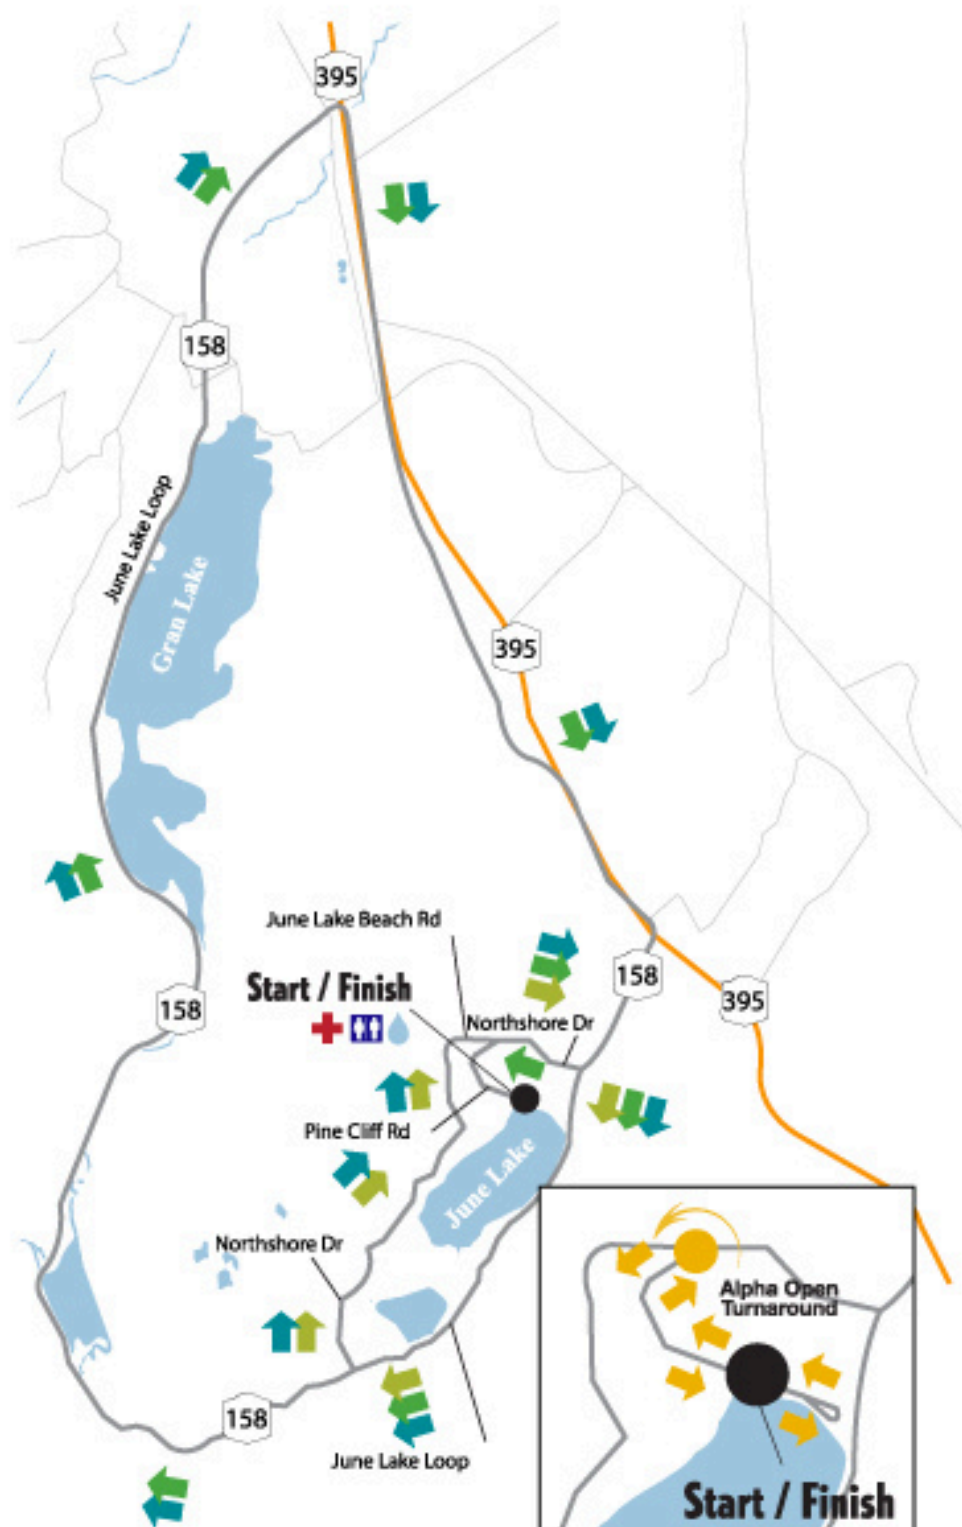 395
158
June Lake Loop
Gran Lake
395
June Lake Beach Rd
Start / Finish
158
395
158
Northshore Dr
Pine Cliff Rd
June Lake
Northshore Dr
Alpha Open
Turnaround
158
June Lake Loop
Start / Finish